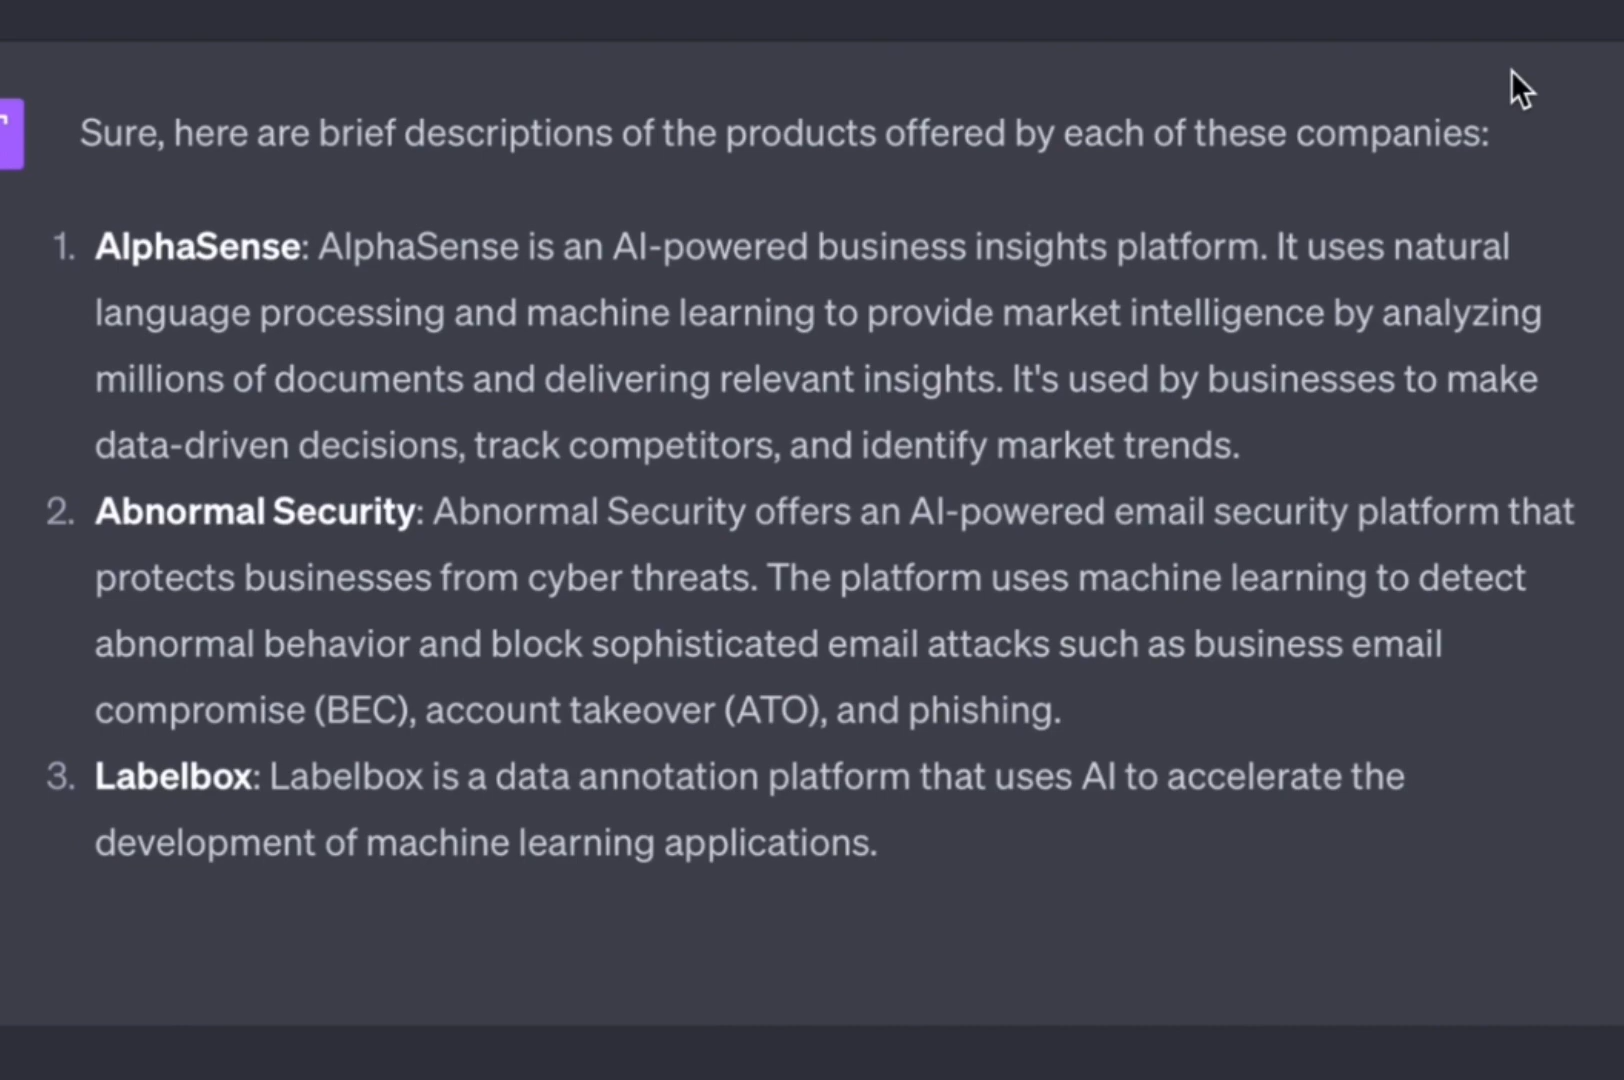 Sure, here are brief descriptions of the products offered by each of these companies:
1. AlphaSense: AlphaSense is an AI-powered business insights platform. It uses natural
language processing and machine learning to provide market intelligence by analyzing
millions of documents and delivering relevant insights. It's used by businesses to make
data-driven decisions, track competitors, and identify market trends.
2. Abnormal Security: Abnormal Security offers an AI-powered email security platform that
protects businesses from cyber threats. The platform uses machine learning to detect
abnormal behavior and block sophisticated email attacks such as business email
compromise (BEC), account takeover (ATO), and phishing.
3. Labelbox: Labelbox is a data annotation platform that uses AI to accelerate the
development of machine learning applications.